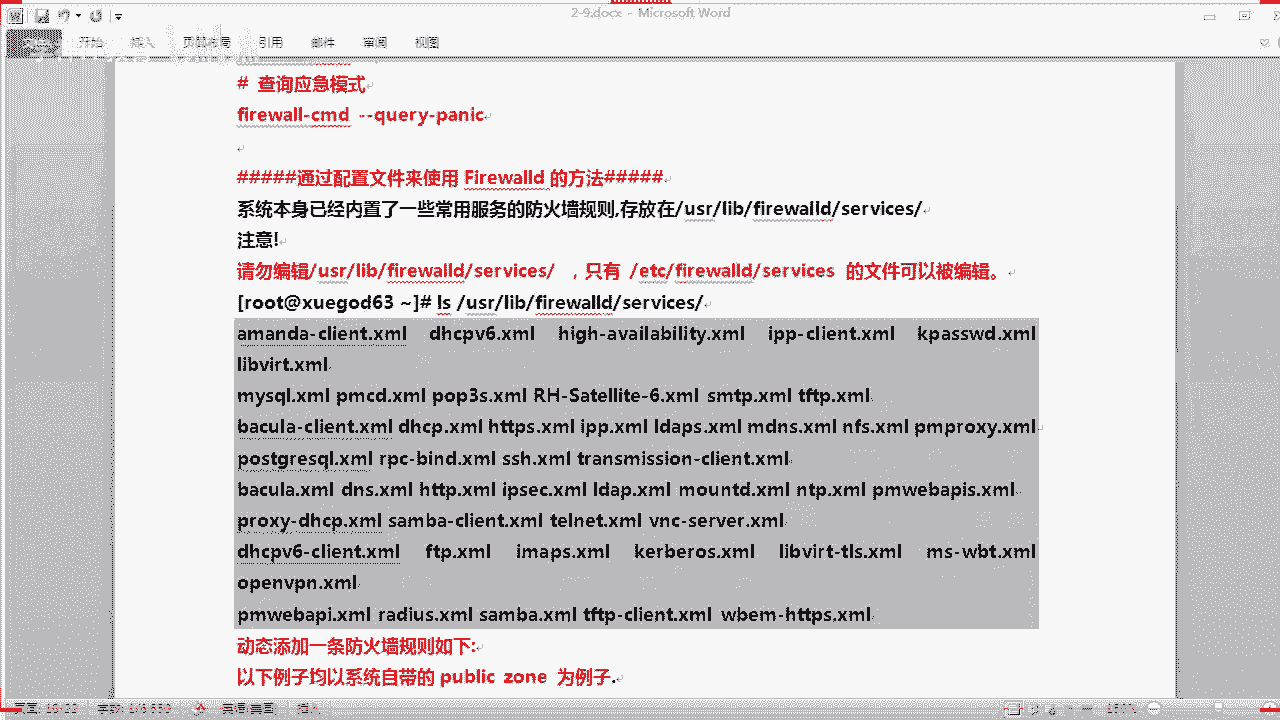 2-9.docx - Microsoft Word
开始 插入 页面布局 引用 邮件 审阅 视图
# 查询应急模式
firewall-cmd --query-panic
#####通过配置文件来使用 Firewalld 的方法#####
系统本身已经内置了一些常用服务的防火墙规则,存放在/usr/lib/firewalld/services/
注意!
请勿编辑/usr/lib/firewalld/services/ ，只有 /etc/firewalld/services 的文件可以被编辑。
[root@xuegod63 ~]# ls /usr/lib/firewalld/services/
amanda-client.xml dhcpv6.xml high-availability.xml ipp-client.xml kpasswd.xml
libvirt.xml
mysql.xml pmcd.xml pop3s.xml RH-Satellite-6.xml smtp.xml tftp.xml
bacula-client.xml dhcp.xml https.xml ipp.xml ldaps.xml mdns.xml nfs.xml pmproxy.xml
postgresql.xml rpc-bind.xml ssh.xml transmission-client.xml
bacula.xml dns.xml http.xml ipsec.xml ldap.xml mountd.xml ntp.xml pmwebapis.xml
proxy-dhcp.xml samba-client.xml telnet.xml vnc-server.xml
dhcpv6-client.xml ftp.xml imaps.xml kerberos.xml libvirt-tls.xml ms-wbt.xml
openvpn.xml
pmwebapi.xml radius.xml samba.xml tftp-client.xml wbem-https.xml
动态添加一条防火墙规则如下:
以下例子均以系统自带的 public zone 为例子.